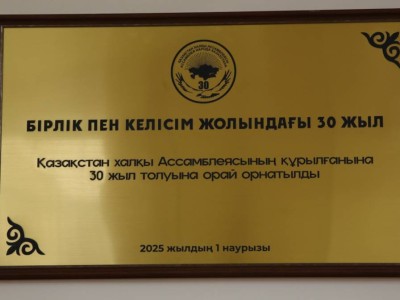 30
БІРЛІК ПЕН КЕЛІСІМ ЖОЛЫНДАҒЫ 30 ЖЫЛ
Қазақстан халқы Ассамблеясының құрылғанына
30 жыл толуына орай орнатылды
2025 жылдың 1 наурызы